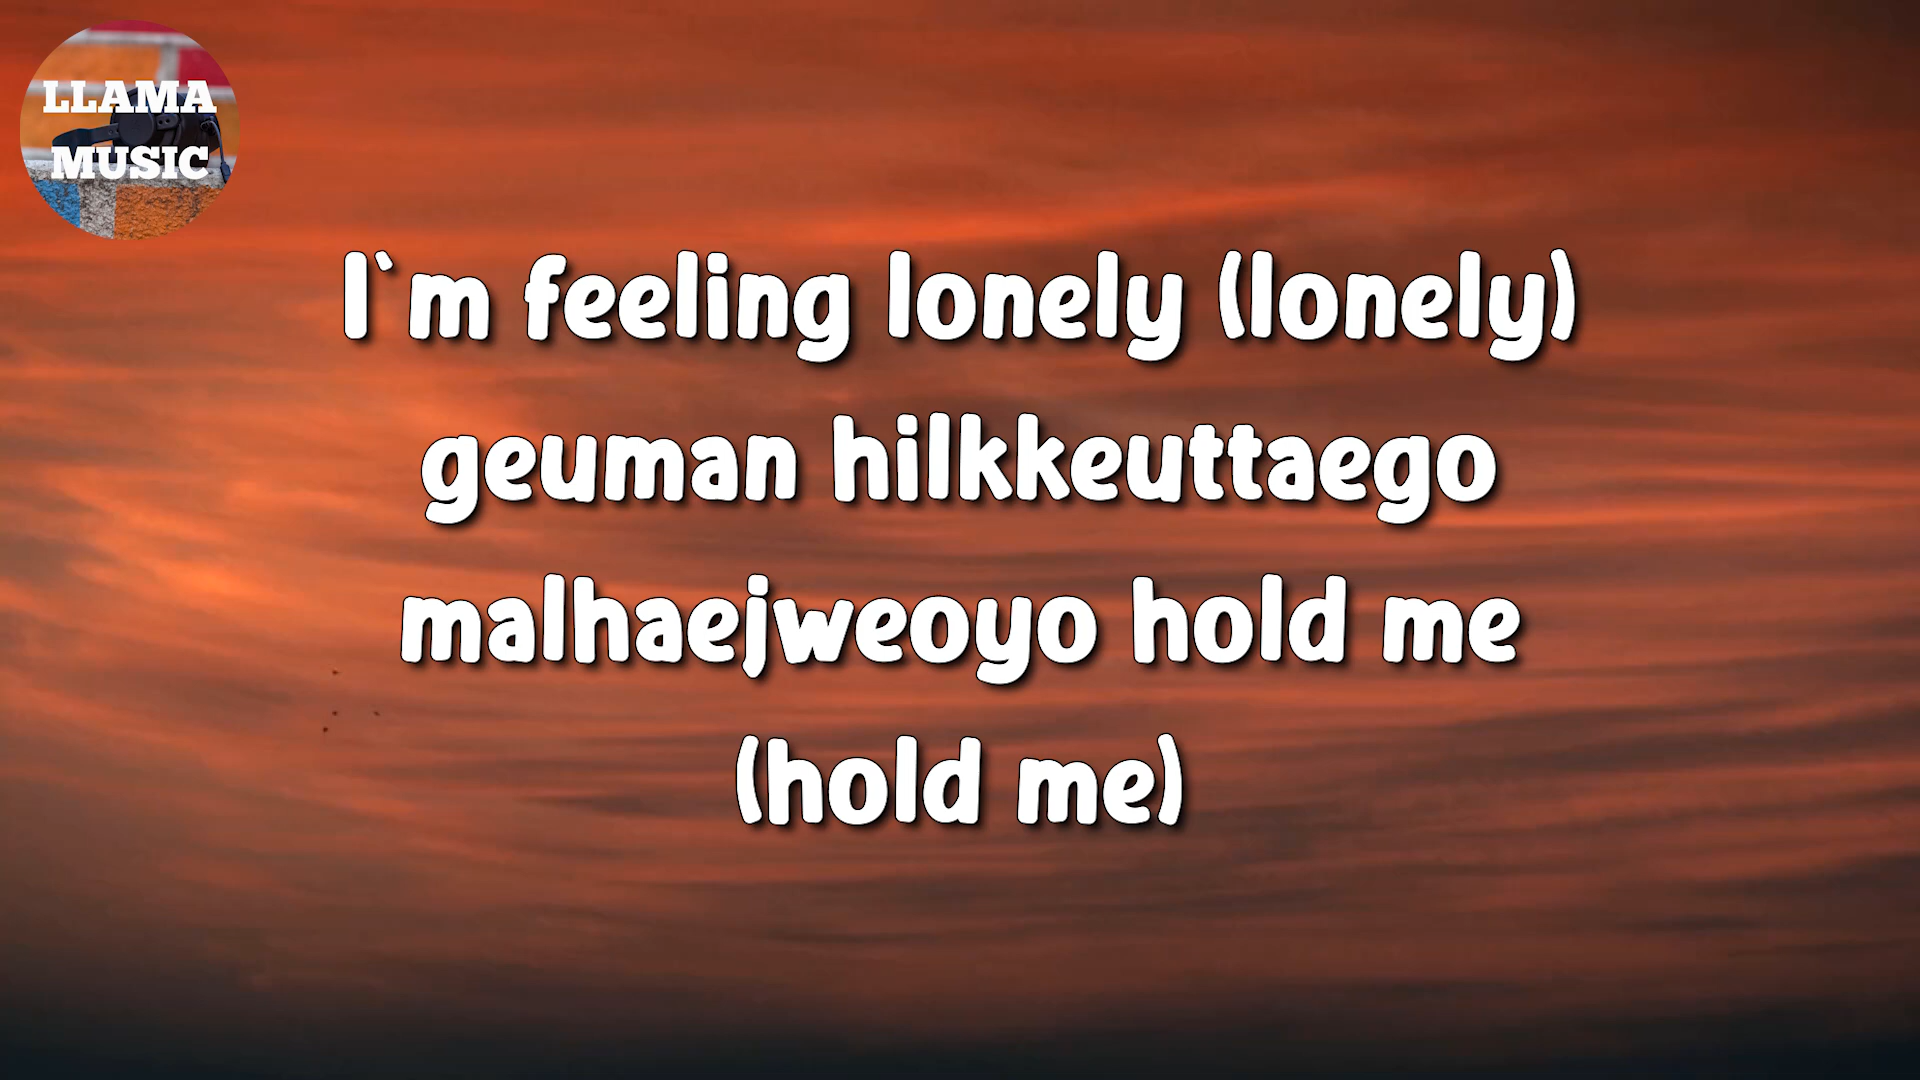 LLAMA
MUSIC
I`m feeling lonely (lonely)
geuman hilkkeuttaego
malhaejweoyo hold me
(hold me)